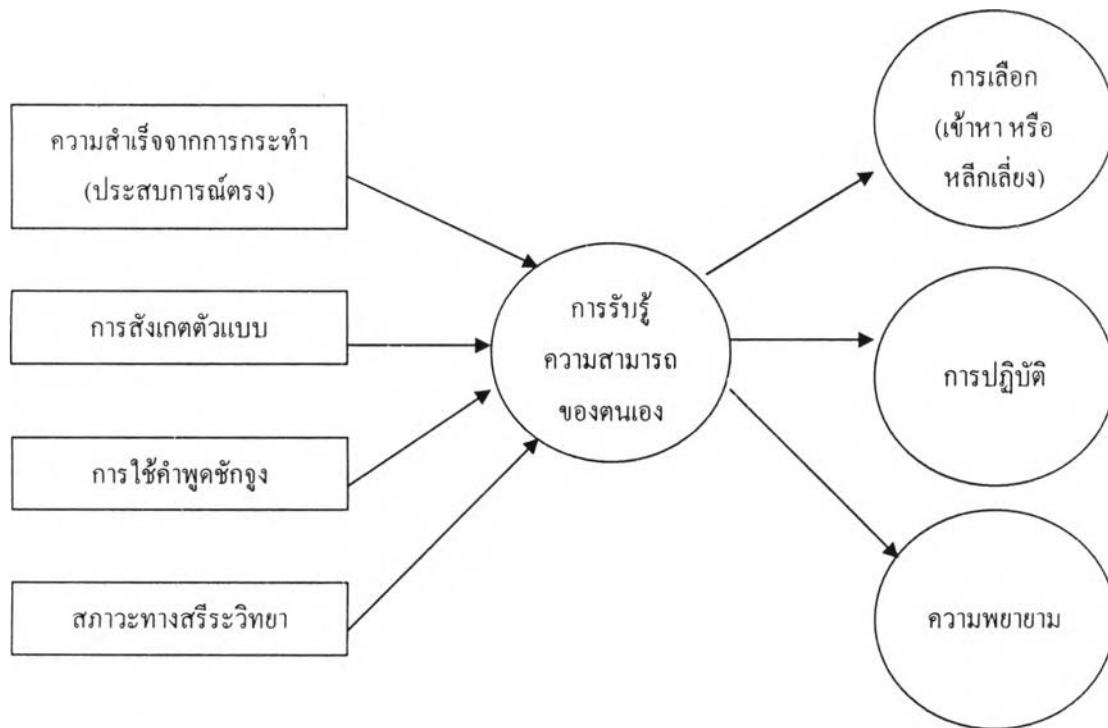 ความสำเร็จจากการกระทำ
(ประสบการณ์ตรง)
การสังเกตตัวแบบ
การใช้คำพูดชักจูง
สภาวะทางสรีระวิทยา
การรับรู้
ความสามารถ
ของตนเอง
การเลือก
(เข้าหา หรือ
หลีกเลี่ยง)
การปฏิบัติ
ความพยายาม